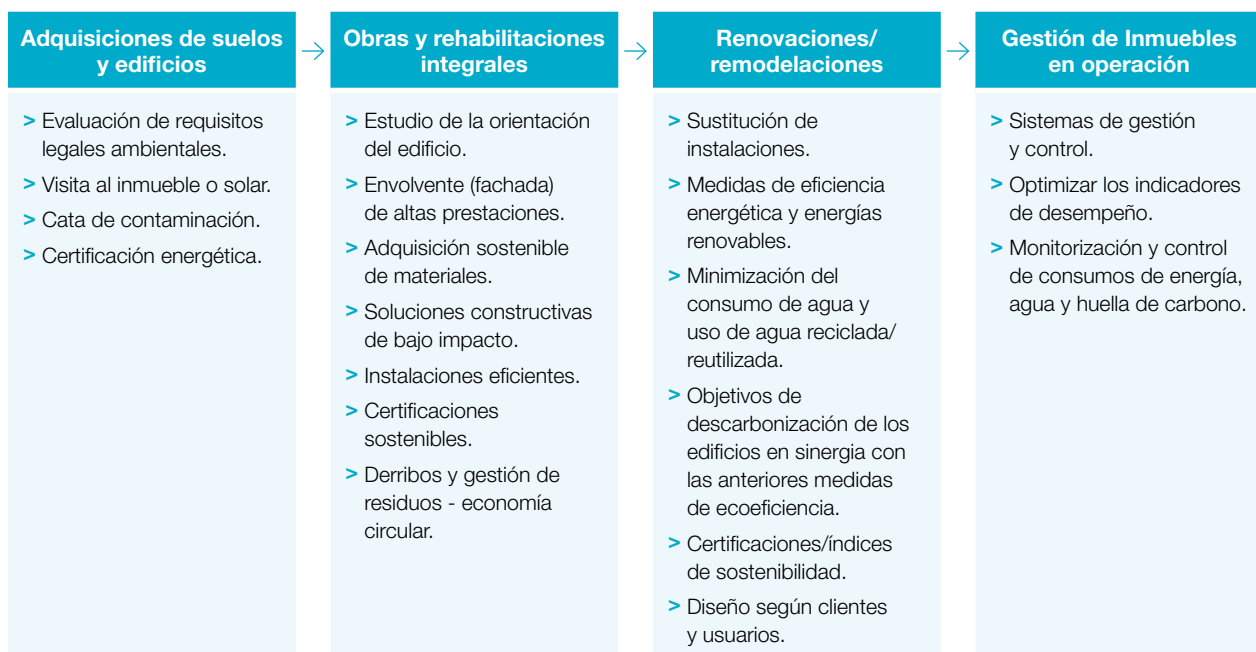 Adquisiciones de suelos
y edificios
> Evaluación de requisitos
legales ambientales.
> Visita al inmueble o solar.
> Cata de contaminación.
> Certificación energética.
Obras y rehabilitaciones
integrales
> Estudio de la orientación
del edificio.
> Envolvente (fachada)
de altas prestaciones.
> Adquisición sostenible
de materiales.
> Soluciones constructivas
de bajo impacto.
> Instalaciones eficientes.
> Certificaciones
sostenibles.
> Derribos y gestión de
residuos - economía
circular.
Renovaciones/
remodelaciones
> Sustitución de
instalaciones.
> Medidas de eficiencia
energética y energías
renovables.
> Minimización del
consumo de agua y
uso de agua reciclada/
reutilizada.
> Objetivos de
descarbonización de los
edificios en sinergia con
las anteriores medidas
de ecoeficiencia.
> Certificaciones/índices
de sostenibilidad.
> Diseño según clientes
y usuarios.
Gestión de Inmuebles
en operación
> Sistemas de gestión
y control.
> Optimizar los indicadores
de desempeño.
> Monitorización y control
de consumos de energía,
agua y huella de carbono.